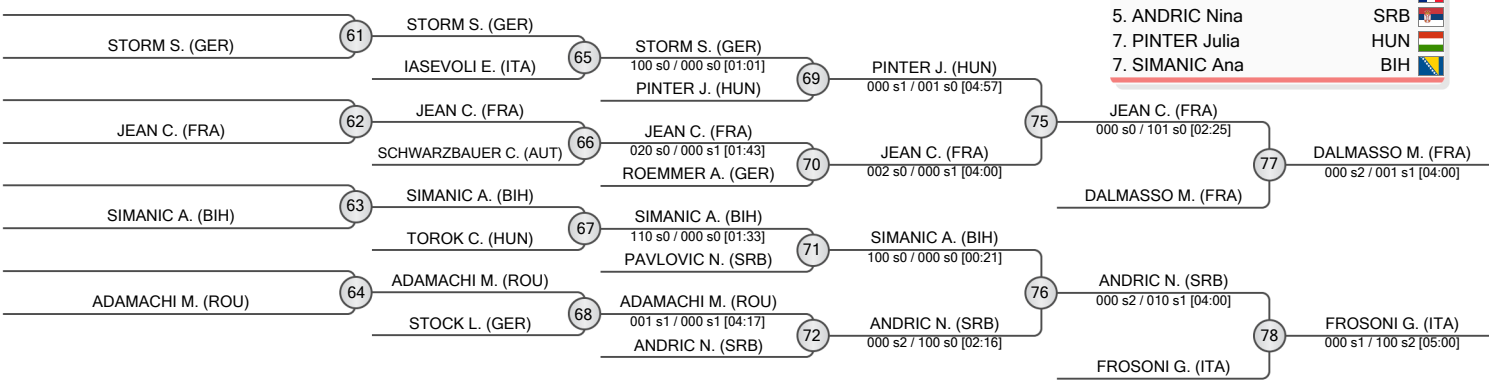 5. ANDRIC Nina SRB
7. PINTER Julia HUN
7. SIMANIC Ana BIH
STORM S. (GER)
61
STORM S. (GER)
IASEVOLI E. (ITA)
65
STORM S. (GER)
100 s0 / 000 s0 [01:01]
PINTER J. (HUN)
69
PINTER J. (HUN)
000 s1 / 001 s0 [04:57]
JEAN C. (FRA)
62
JEAN C. (FRA)
SCHWARZBAUER C. (AUT)
66
JEAN C. (FRA)
020 s0 / 000 s1 [01:43]
ROEMMER A. (GER)
70
JEAN C. (FRA)
002 s0 / 000 s1 [04:00]
75
JEAN C. (FRA)
000 s0 / 101 s0 [02:25]
DALMASSO M. (FRA)
77
DALMASSO M. (FRA)
000 s2 / 001 s1 [04:00]
SIMANIC A. (BIH)
63
SIMANIC A. (BIH)
TOROK C. (HUN)
67
SIMANIC A. (BIH)
110 s0 / 000 s0 [01:33]
PAVLOVIC N. (SRB)
71
SIMANIC A. (BIH)
100 s0 / 000 s0 [00:21]
ADAMACHI M. (ROU)
64
ADAMACHI M. (ROU)
STOCK L. (GER)
68
ADAMACHI M. (ROU)
001 s1 / 000 s1 [04:17]
ANDRIC N. (SRB)
72
ANDRIC N. (SRB)
000 s2 / 100 s0 [02:16]
76
ANDRIC N. (SRB)
000 s2 / 010 s1 [04:00]
FROSONI G. (ITA)
78
FROSONI G. (ITA)
000 s1 / 100 s2 [05:00]